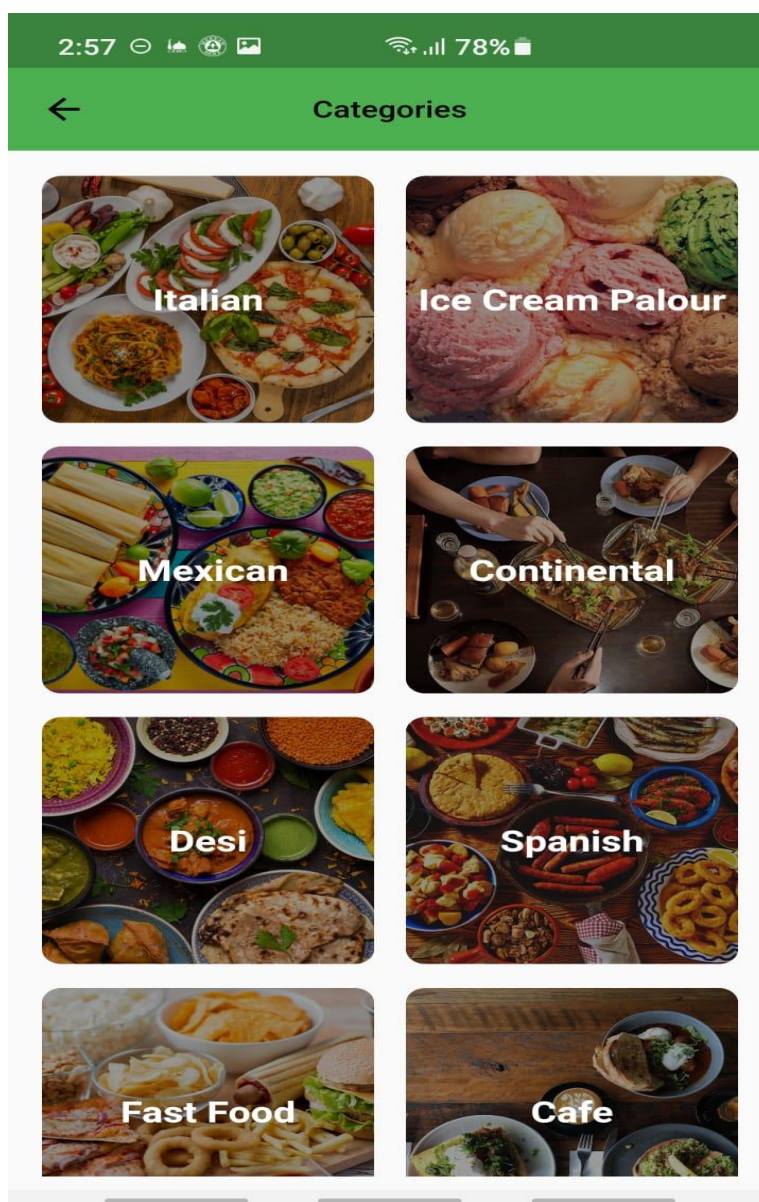 2:57 78%
Categories
Italian
Ice Cream Palour
Mexican
Continental
Desi
Spanish
Fast Food
Cafe